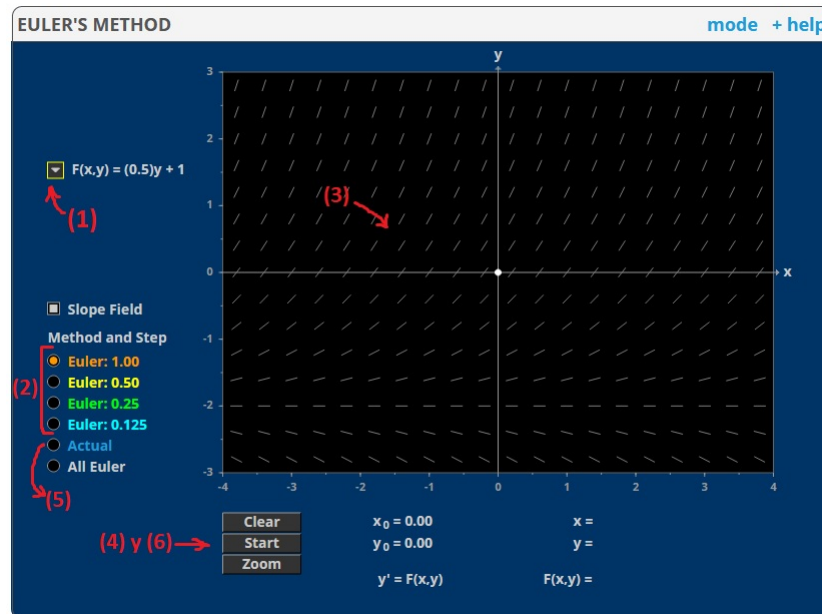 EULER'S METHOD
mode + help
y
3
2
1
0
-1
-2
-3
F(x,y) = (0.5)y + 1
(1)
(3)
x
Slope Field
Method and Step
Euler: 1.00
Euler: 0.50
Euler: 0.25
Euler: 0.125
Actual
All Euler
(2)
(5)
-4 -3 -2 -1 0 1 2 3 4
Clear
Start
Zoom
(4) y (6)
x₀ = 0.00
y₀ = 0.00
y' = F(x,y)
x =
y =
F(x,y) =